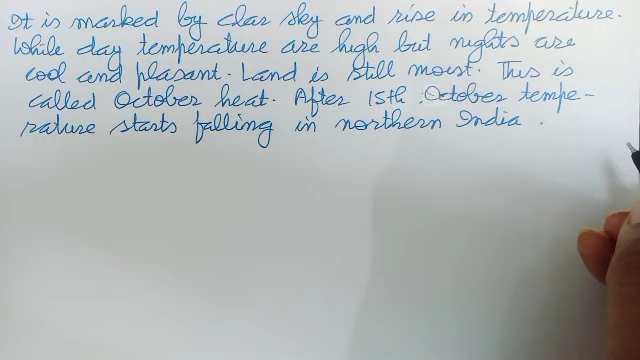 It is marked by clar sky and rise in temperature.
While day temperature are high but nights are
cool and plasant. Land is still moist. This is
called October heat. After 15th, October tempe-
rature starts falling in northern India.